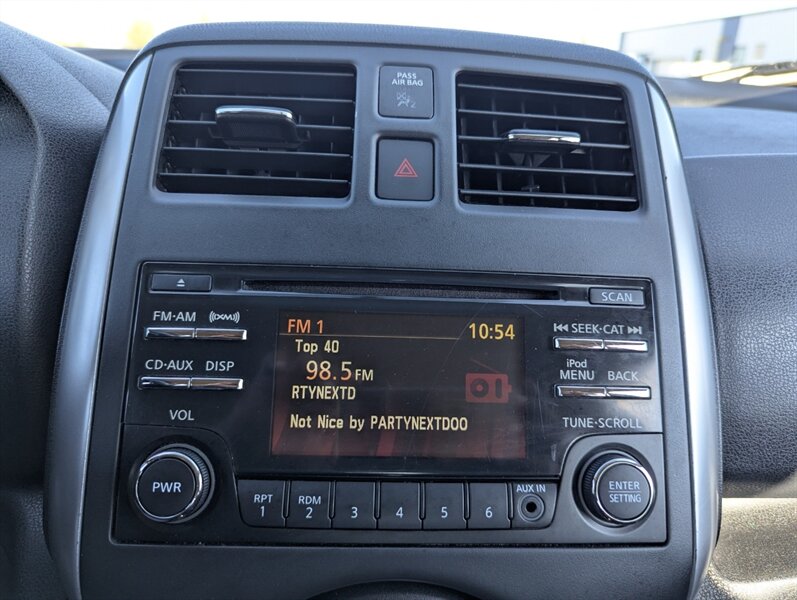 PASS
AIR BAG
2
SCAN
FM·AM
((XM))
SEEK·CAT
CD·AUX
DISP
iPod
MENU
BACK
FM 1
10:54
Top 40
98.5 FM
RTYNEXTD
Not Nice by PARTYNEXTDOO
VOL
TUNE·SCROLL
PWR
RPT
1
RDM
2
3
4
5
6
AUX IN
ENTER
SETTING